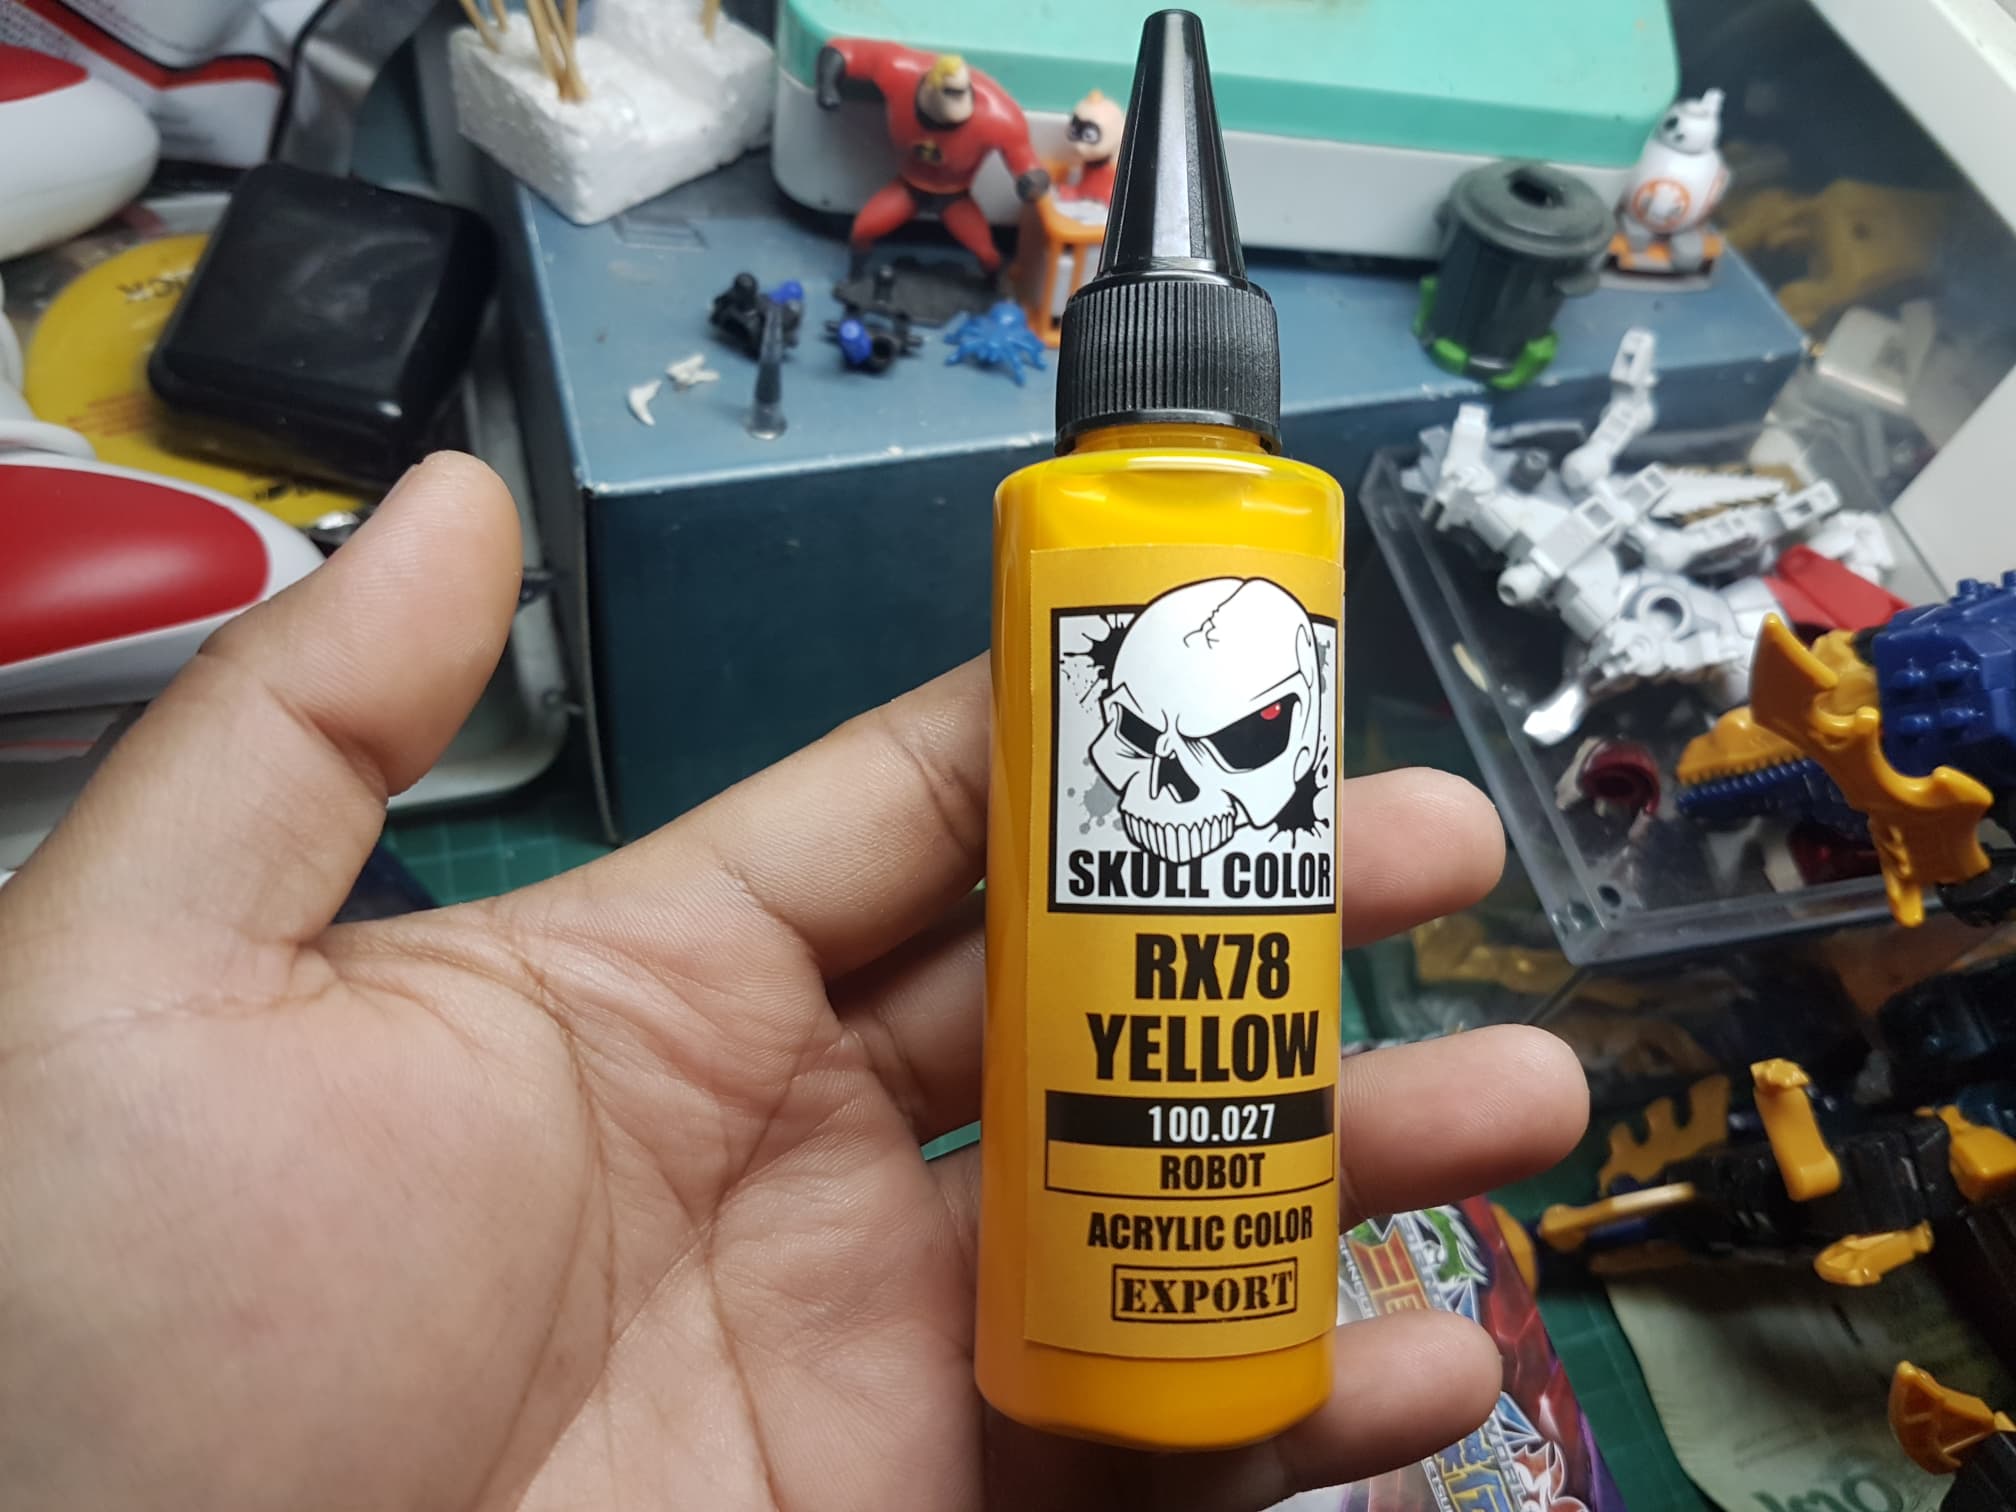 SKULL COLOR
RX78
YELLOW
100.027
ROBOT
ACRYLIC COLOR
EXPORT